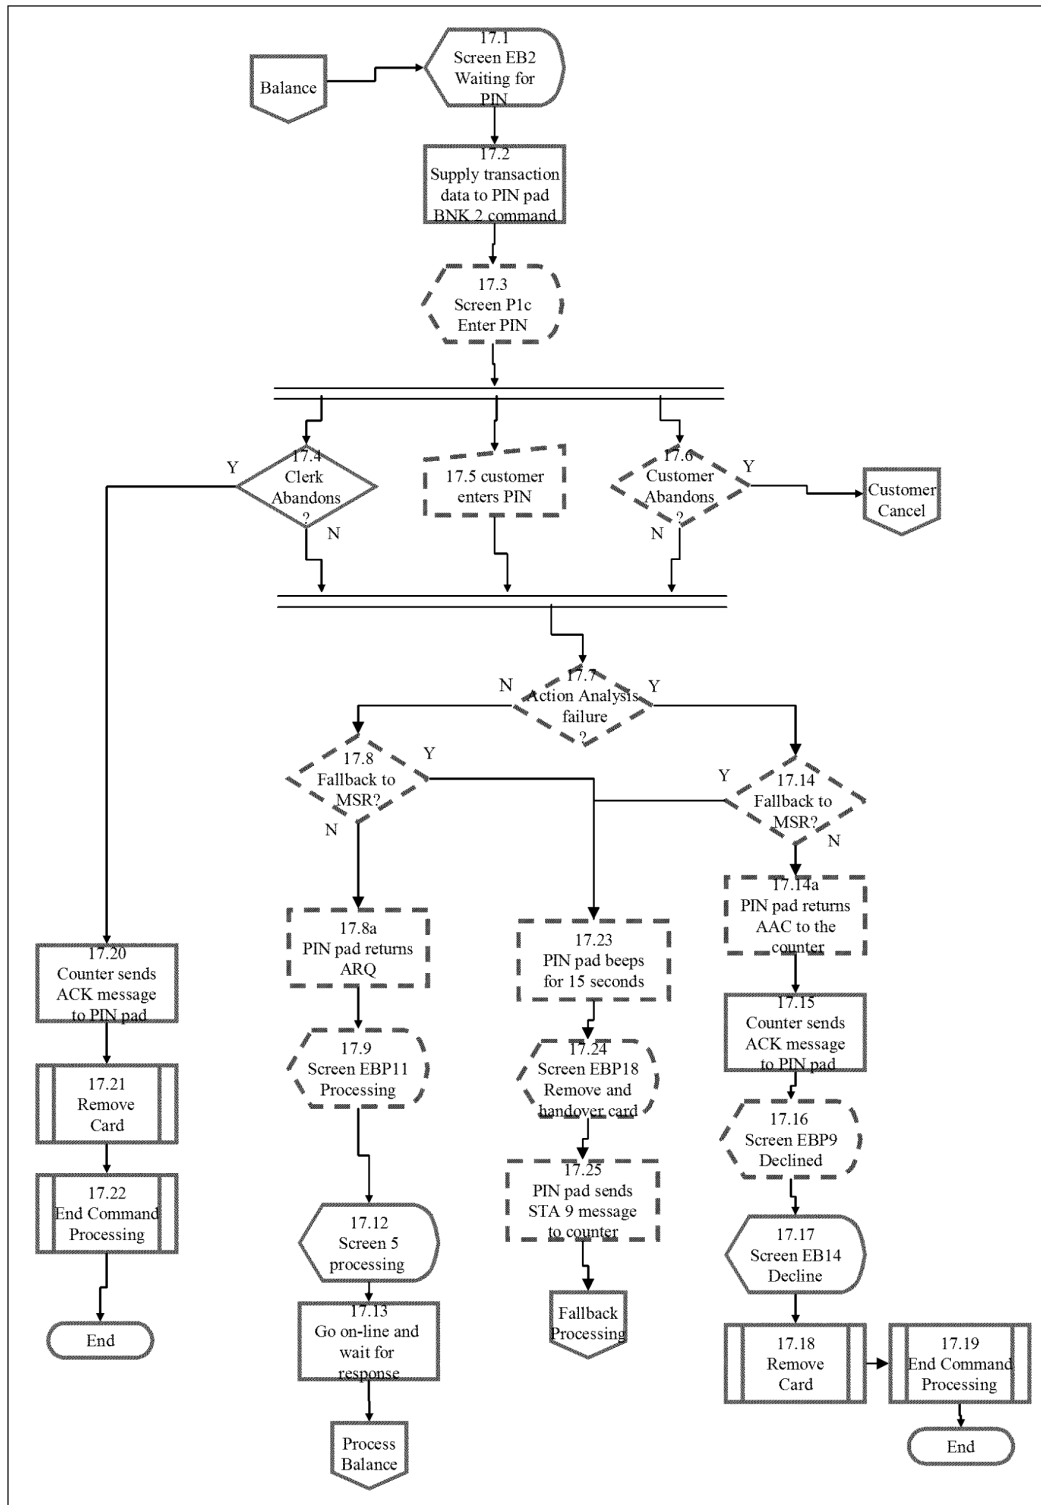 17.1
Screen EB2
Waiting for
PIN
Balance
17.2
Supply transaction
data to PIN pad
BNK 2 command
17.3
Screen P1c
Enter PIN
17.4
Clerk
Abandons
?
Y
N
17.5 customer
enters PIN
17.6
Customer
Abandons
?
Y
N
Customer
Cancel
17.7
Action Analysis
failure
?
N
Y
17.8
Fallback to
MSR?
Y
N
17.14
Fallback to
MSR?
Y
N
17.14a
PIN pad returns
AAC to the
counter
17.8a
PIN pad returns
ARQ
17.23
PIN pad beeps
for 15 seconds
17.20
Counter sends
ACK message
to PIN pad
17.15
Counter sends
ACK message
to PIN pad
17.9
Screen EBP11
Processing
17.24
Screen EBP18
Remove and
handover card
17.21
Remove
Card
17.16
Screen EBP9
Declined
17.25
PIN pad sends
STA 9 message
to counter
17.22
End Command
Processing
17.12
Screen 5
processing
17.17
Screen EB14
Decline
17.13
Go on-line and
wait for
response
Fallback
Processing
End
17.18
Remove
Card
17.19
End Command
Processing
Process
Balance
End